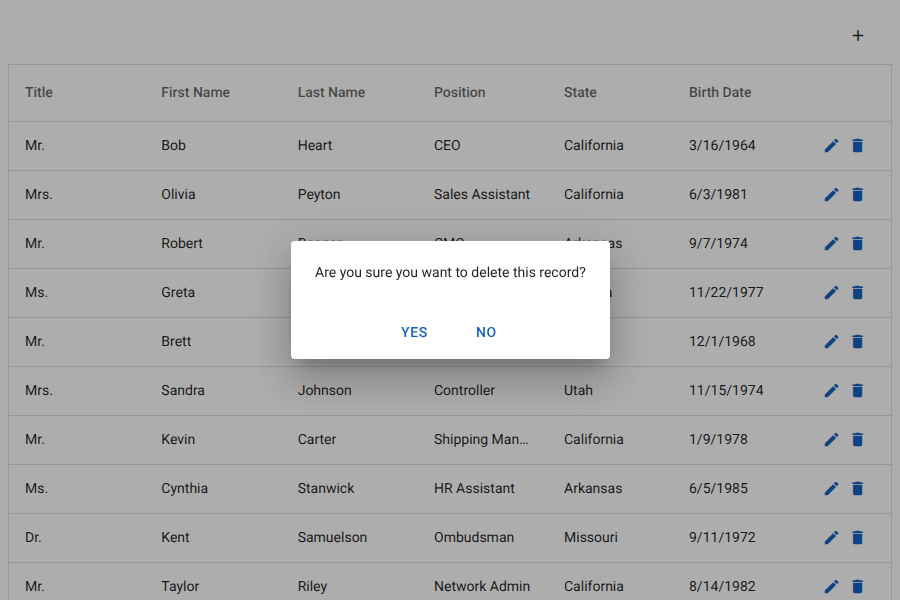 Title First Name Last Name Position State Birth Date
Mr. Bob Heart CEO California 3/16/1964
Mrs. Olivia Peyton Sales Assistant California 6/3/1981
Mr. Robert 9/7/1974
Ms. Greta 11/22/1977
Mr. Brett 12/1/1968
Mrs. Sandra Johnson Controller Utah 11/15/1974
Mr. Kevin Carter Shipping Man... California 1/9/1978
Ms. Cynthia Stanwick HR Assistant Arkansas 6/5/1985
Dr. Kent Samuelson Ombudsman Missouri 9/11/1972
Mr. Taylor Riley Network Admin California 8/14/1982
Are you sure you want to delete this record?
YES NO